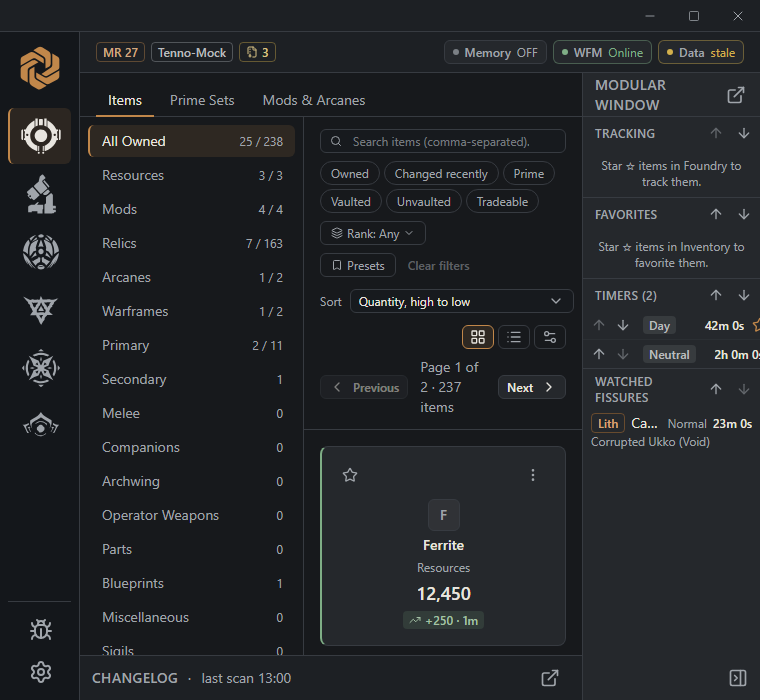 MR 27 Tenno-Mock 3 Memory OFF WFM Online Data stale
Items Prime Sets Mods & Arcanes
All Owned 25 / 238
Resources 3 / 3
Mods 4 / 4
Relics 7 / 163
Arcanes 1 / 2
Warframes 1 / 2
Primary 2 / 11
Secondary 1
Melee 0
Companions 0
Archwing 0
Operator Weapons 0
Parts 0
Blueprints 1
Miscellaneous 0
Sigils 0
Search items (comma-separated).
Owned Changed recently Prime
Vaulted Unvaulted Tradeable
Rank: Any
Presets Clear filters
Sort Quantity, high to low
Previous
Page 1 of
2 · 237
items
Next
F
Ferrite
Resources
12,450
+250 · 1m
MODULAR
WINDOW
TRACKING
Star ☆ items in Foundry to
track them.
FAVORITES
Star ☆ items in Inventory to
favorite them.
TIMERS (2)
Day 42m 0s
Neutral 2h 0m 0s
WATCHED
FISSURES
Lith Ca... Normal 23m 0s
Corrupted Ukko (Void)
CHANGELOG · last scan 13:00